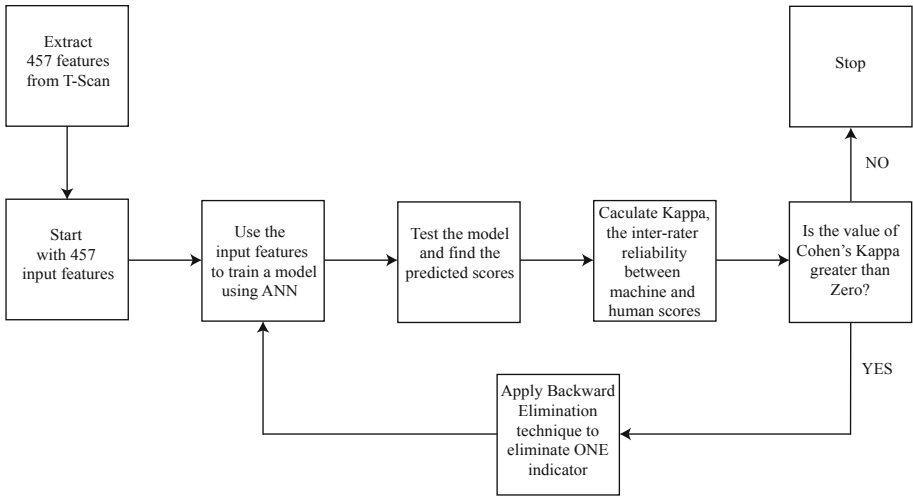 Extract
457 features
from T-Scan
Stop
NO
Start
with 457
input features
Use the
input features
to train a model
using ANN
Test the model
and find the
predicted scores
Caculate Kappa,
the inter-rater
reliability
between
machine and
human scores
Is the value of
Cohen's Kappa
greater than
Zero?
YES
Apply Backward
Elimination
technique to
eliminate ONE
indicator